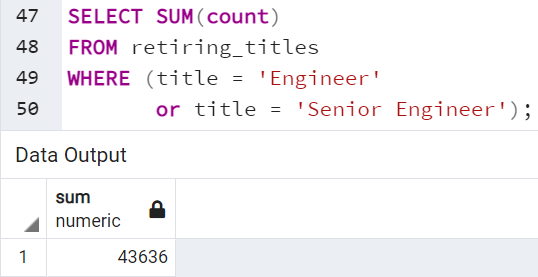 47 SELECT SUM(count)
48 FROM retiring_titles
49 WHERE (title = 'Engineer'
50 or title = 'Senior Engineer');
Data Output
sum
numeric
1 43636